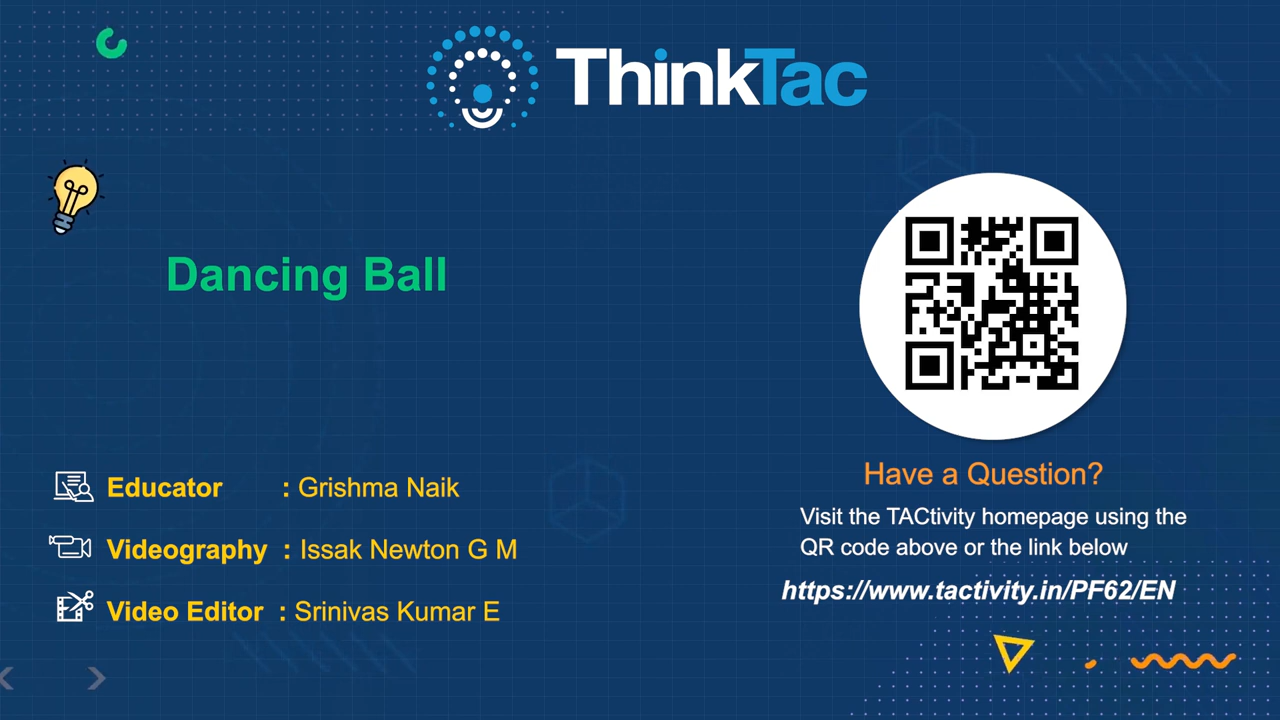 ThinkTac
Dancing Ball
Educator : Grishma Naik
Videography : Issak Newton G M
Video Editor : Srinivas Kumar E
Have a Question?
Visit the TACtivity homepage using the
QR code above or the link below
https://www.tactivity.in/PF62/EN